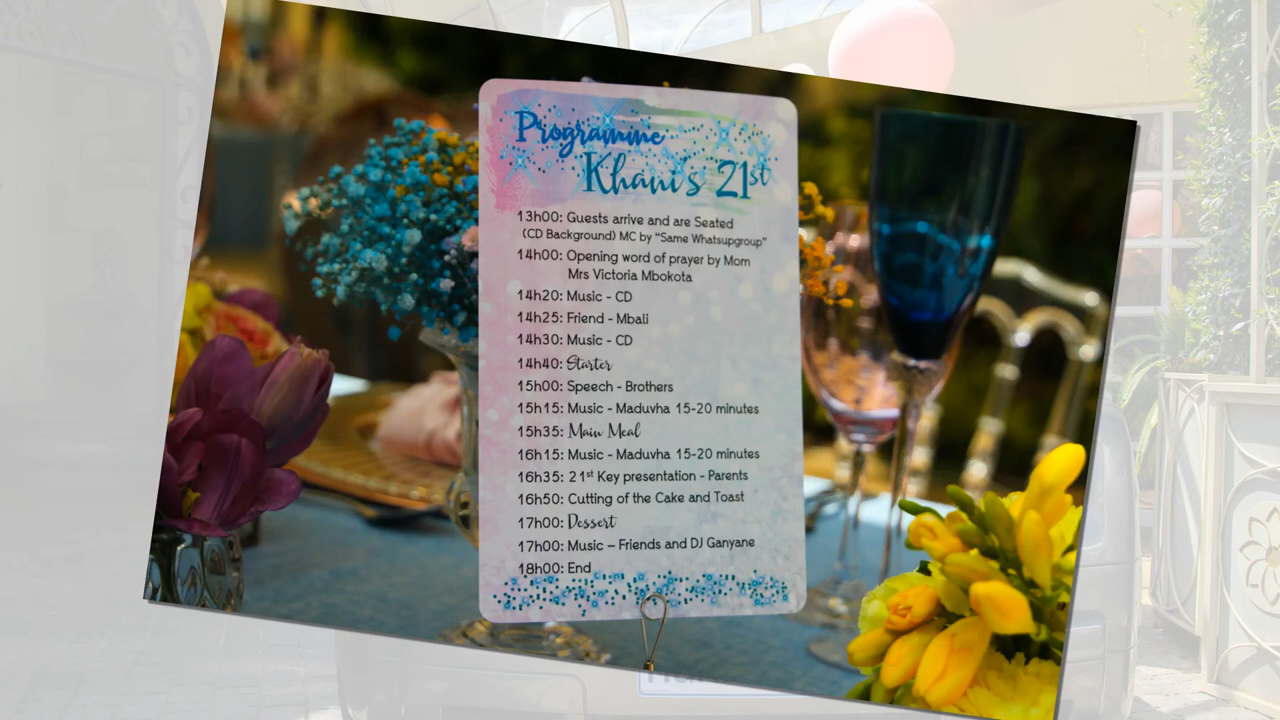 Programme
Khani's 21st
13h00: Guests arrive and are Seated
(CD Background) MC by "Same Whatsupgroup"
14h00: Opening word of prayer by Mom
Mrs Victoria Mbokota
14h20: Music - CD
14h25: Friend - Mbali
14h30: Music - CD
14h40: Starter
15h00: Speech - Brothers
15h15: Music - Maduvha 15-20 minutes
15h35: Main Meal
16h15: Music - Maduvha 15-20 minutes
16h35: 21st Key presentation - Parents
16h50: Cutting of the Cake and Toast
17h00: Dessert
17h00: Music – Friends and DJ Ganyane
18h00: End